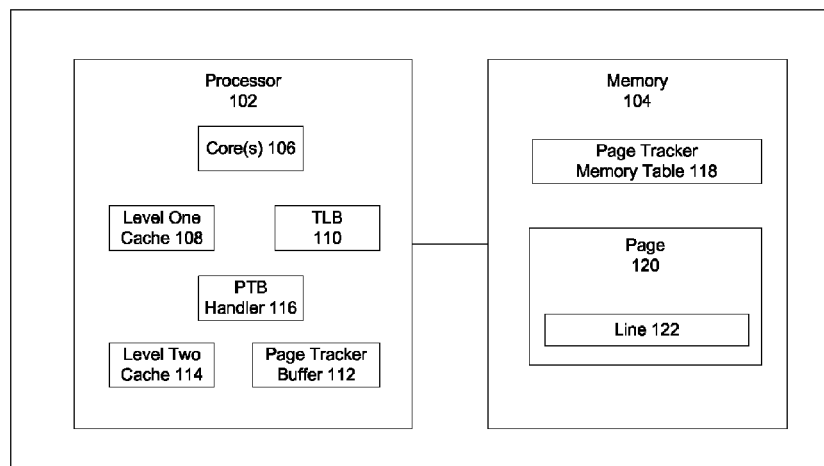 Processor
102
Core(s) 106
Level One
Cache 108
TLB
110
PTB
Handler 116
Level Two
Cache 114
Page Tracker
Buffer 112
Memory
104
Page Tracker
Memory Table 118
Page
120
Line 122